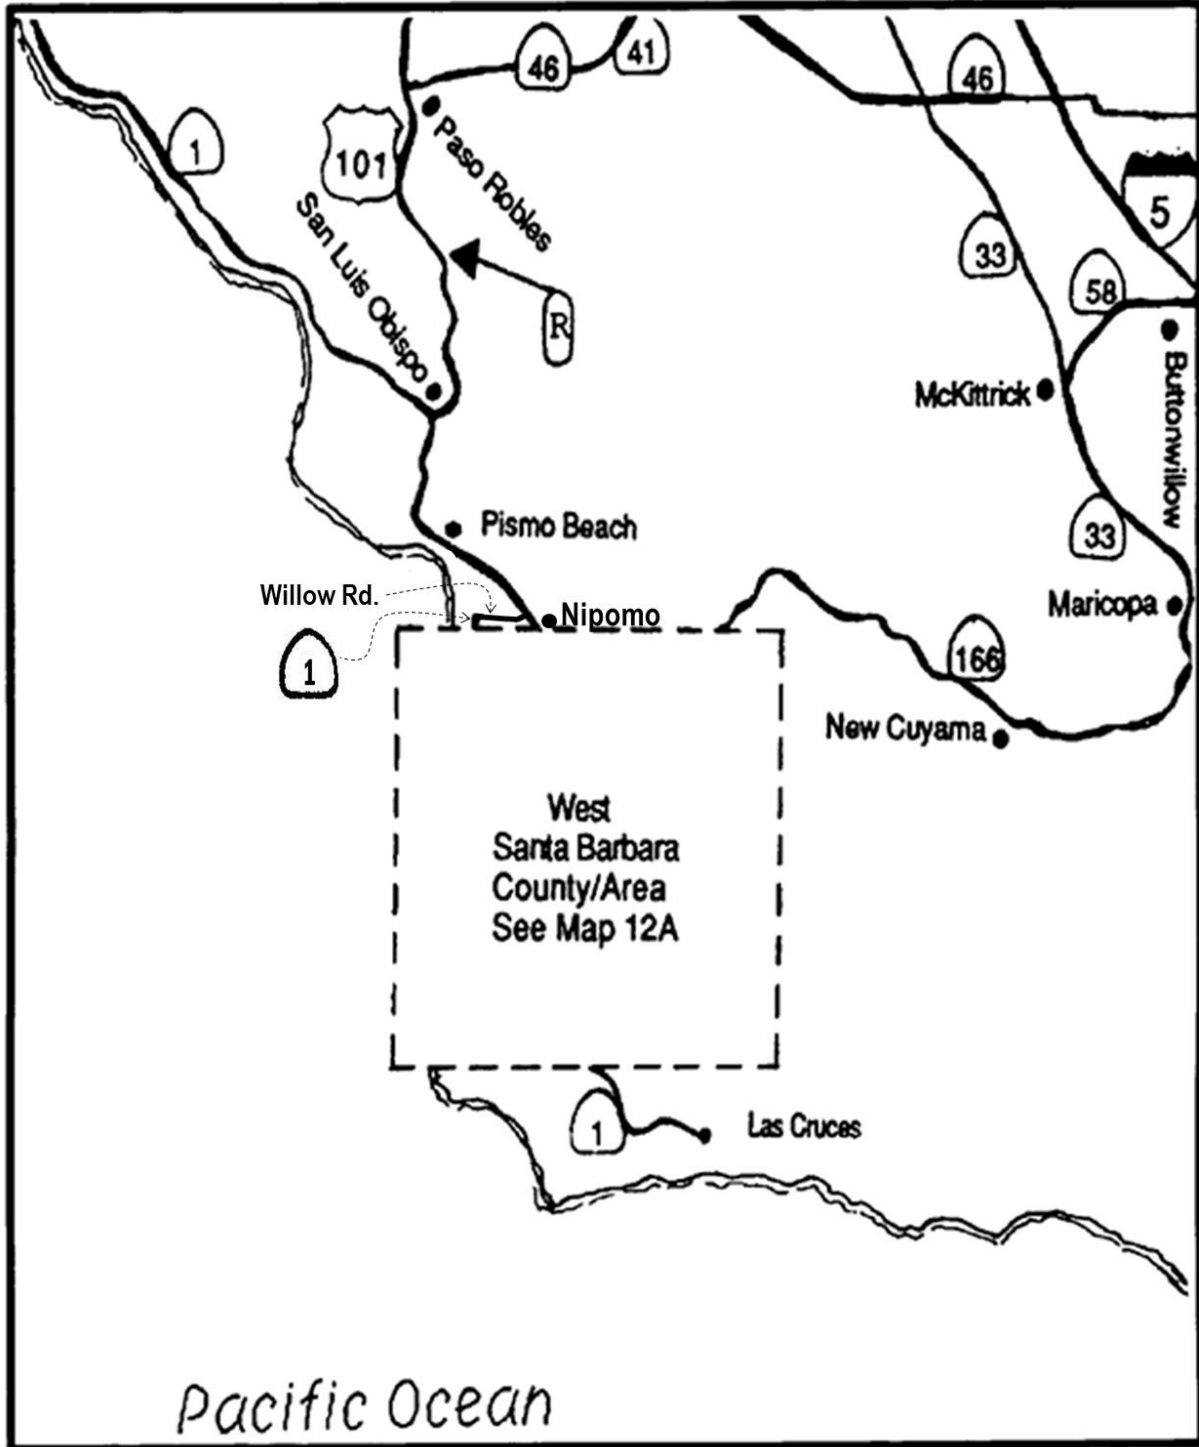 46
41
46
1
101
Paso Robles
5
San Luis Obispo
33
58
R
McKittrick
Buttonwillow
33
Pismo Beach
Willow Rd.
Nipomo
Maricopa
1
166
New Cuyama
West
Santa Barbara
County/Area
See Map 12A
1
Las Cruces
Pacific Ocean